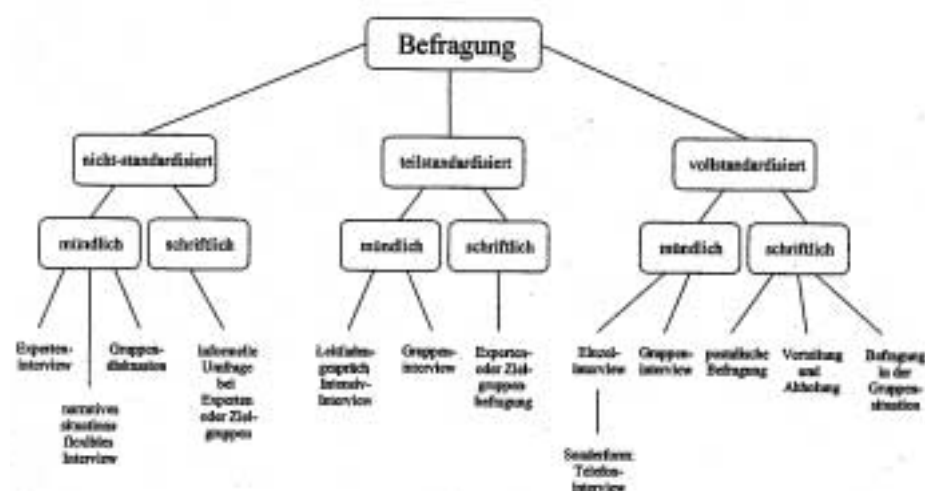 Befragung
nicht-standardisiert
teilstandardisiert
vollstandardisiert
mündlich
schriftlich
mündlich
schriftlich
mündlich
schriftlich
Experten-
Interview
narratives
situations
flexibles
Interview
Gruppen-
diskussion
Informelle
Umfrage
bei
Experten
oder Ziel-
gruppen
Leitfaden-
gespräch
Intensiv-
Interview
Gruppen-
interview
Experten-
oder Ziel-
gruppen
befragung
Einzel-
Interview
Sonderform:
Telefon-
Interview
Gruppen-
interview
postalische
Befragung
Verteilung
und
Abholung
Befragung
in der
Gruppen-
situation